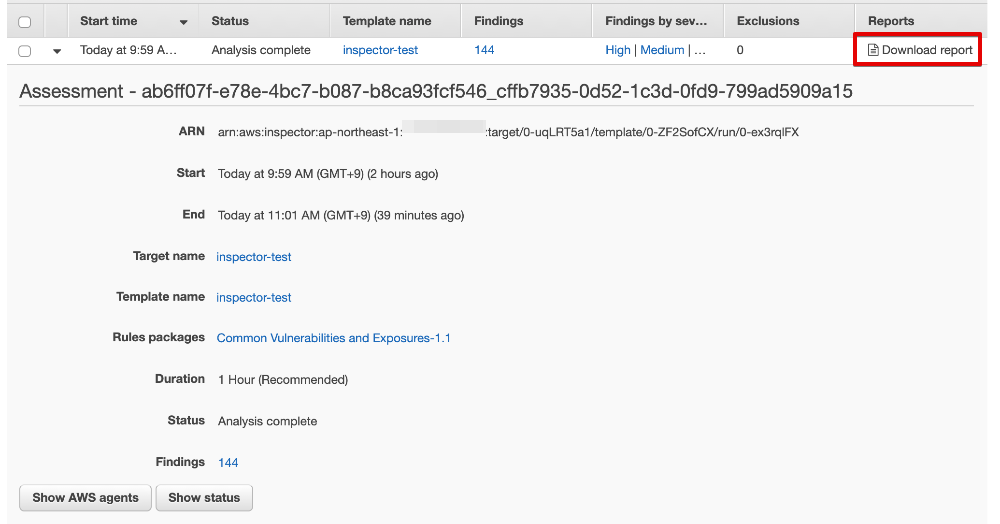 Start time Status Template name Findings Findings by sev... Exclusions Reports
Today at 9:59 A... Analysis complete inspector-test 144 High | Medium | ... 0 Download report
Assessment - ab6ff07f-e78e-4bc7-b087-b8ca93fcf546_cffb7935-0d52-1c3d-0fd9-799ad5909a15
ARN arn:aws:inspector:ap-northeast-1: :target/0-uqLRT5a1/template/0-ZF2SofCX/run/0-ex3rqlFX
Start Today at 9:59 AM (GMT+9) (2 hours ago)
End Today at 11:01 AM (GMT+9) (39 minutes ago)
Target name inspector-test
Template name inspector-test
Rules packages Common Vulnerabilities and Exposures-1.1
Duration 1 Hour (Recommended)
Status Analysis complete
Findings 144
Show AWS agents Show status